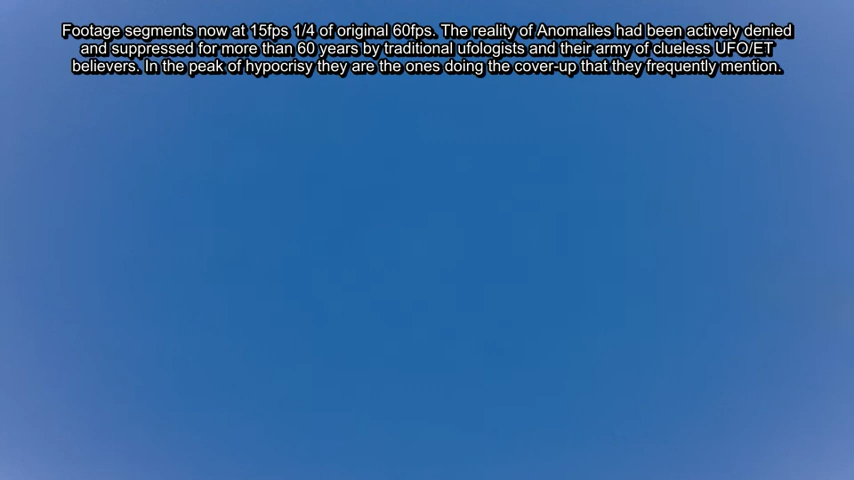 Footage segments now at 15fps 1/4 of original 60fps. The reality of Anomalies had been actively denied
and suppressed for more than 60 years by traditional ufologists and their army of clueless UFO/ET
believers. In the peak of hypocrisy they are the ones doing the cover-up that they frequently mention.